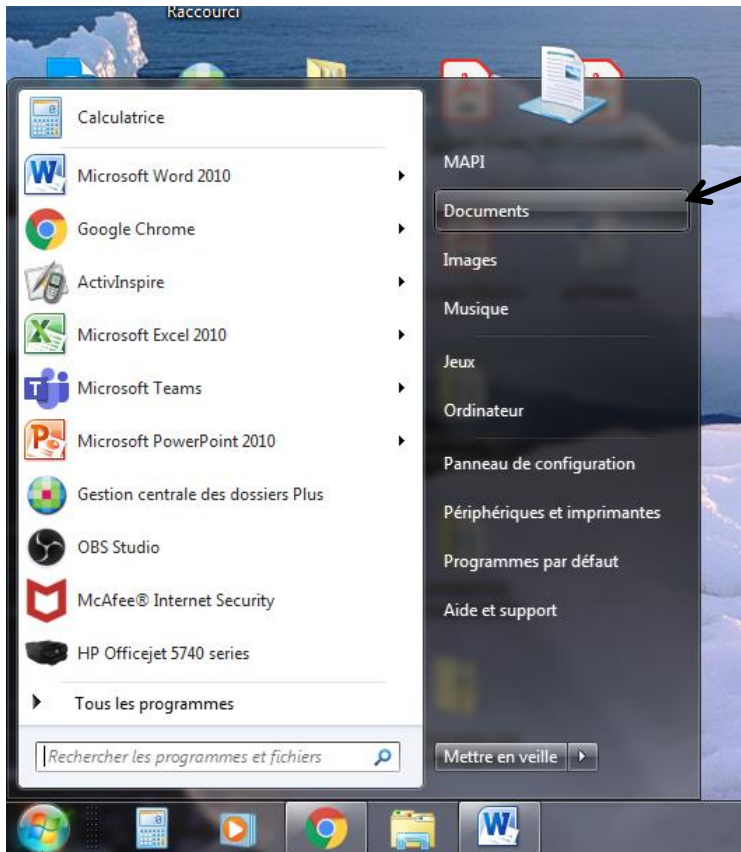 Raccourci
Calculatrice
Microsoft Word 2010
Google Chrome
ActivInspire
Microsoft Excel 2010
Microsoft Teams
Microsoft PowerPoint 2010
Gestion centrale des dossiers Plus
OBS Studio
McAfee® Internet Security
HP Officejet 5740 series
Tous les programmes
Rechercher les programmes et fichiers
MAPI
Documents
Images
Musique
Jeux
Ordinateur
Panneau de configuration
Périphériques et imprimantes
Programmes par défaut
Aide et support
Mettre en veille